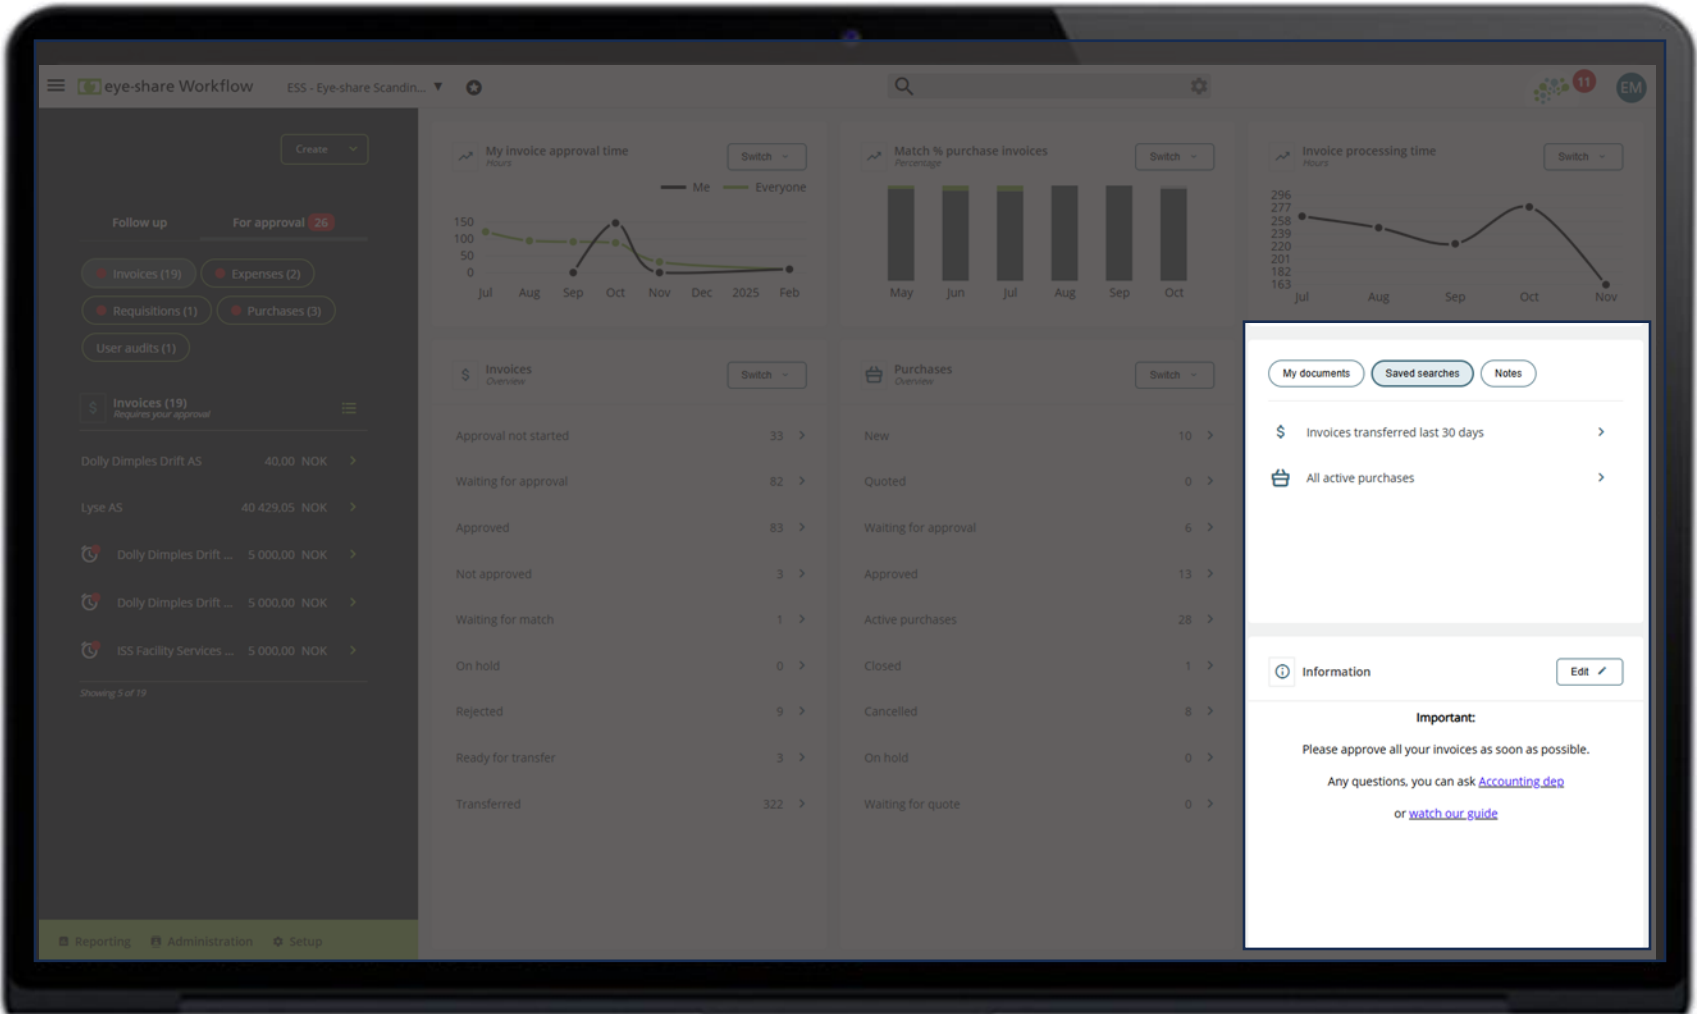 eye-share Workflow
ESS - Eye-share Scandin...
11
EM
Create
Follow up
For approval 26
Invoices (19)
Expenses (2)
Requisitions (1)
Purchases (3)
User audits (1)
$
Invoices (19)
Requires your approval
Dolly Dimples Drift AS 40,00 NOK
Lyse AS 40 429,05 NOK
Dolly Dimples Drift ... 5 000,00 NOK
Dolly Dimples Drift ... 5 000,00 NOK
ISS Facility Services ... 5 000,00 NOK
Showing 5 of 19
Reporting
Administration
Setup
My invoice approval time
Hours
Switch
Me
Everyone
150
100
50
0
Jul Aug Sep Oct Nov Dec 2025 Feb
Match % purchase invoices
Percentage
Switch
May Jun Jul Aug Sep Oct
Invoice processing time
Hours
Switch
296
277
258
239
220
201
182
163
Jul Aug Sep Oct Nov
$
Invoices
Overview
Switch
Approval not started 33
Waiting for approval 82
Approved 83
Not approved 3
Waiting for match 1
On hold 0
Rejected 9
Ready for transfer 3
Transferred 322
Purchases
Overview
Switch
New 10
Quoted 0
Waiting for approval 6
Approved 13
Active purchases 28
Closed 1
Cancelled 8
On hold 0
Waiting for quote 0
My documents
Saved searches
Notes
$ Invoices transferred last 30 days
All active purchases
Information
Edit
Important:
Please approve all your invoices as soon as possible.
Any questions, you can ask Accounting dep
or watch our guide